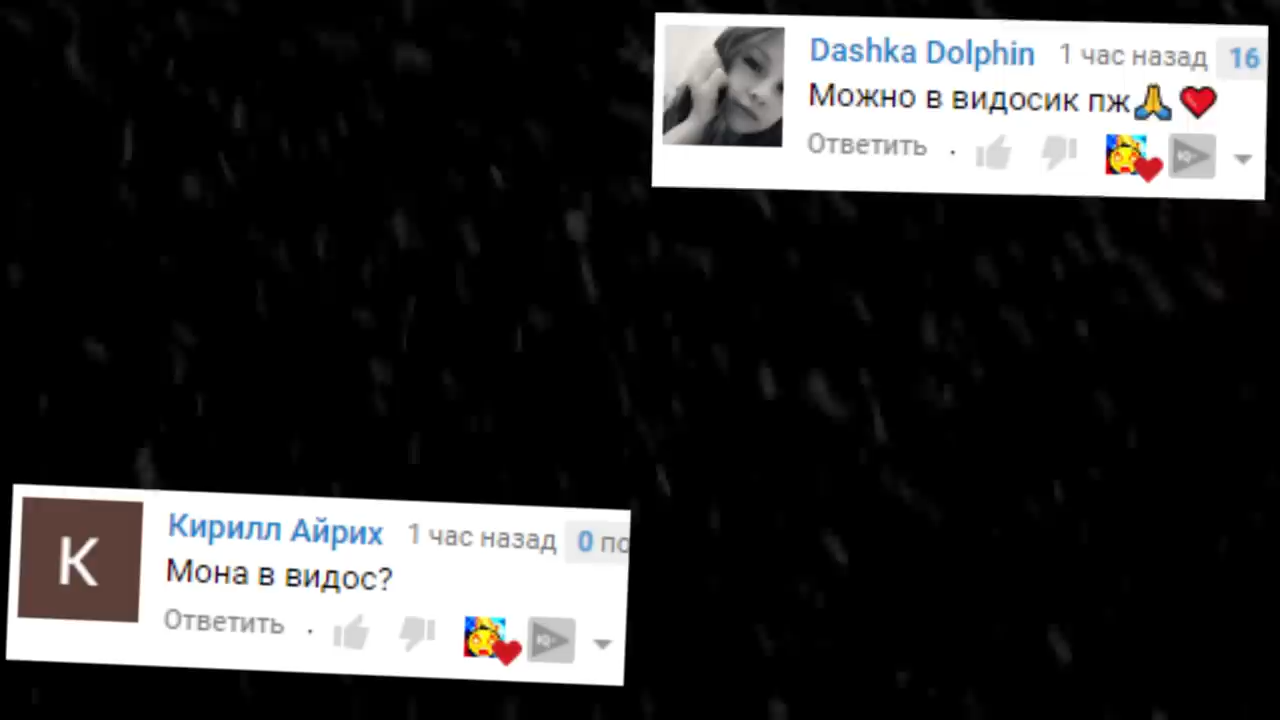 Dashka Dolphin 1 час назад 16
Можно в видосик пж🙏❤️
Ответить ·
Кирилл Айрих 1 час назад 0 по
Мона в видос?
Ответить ·
K